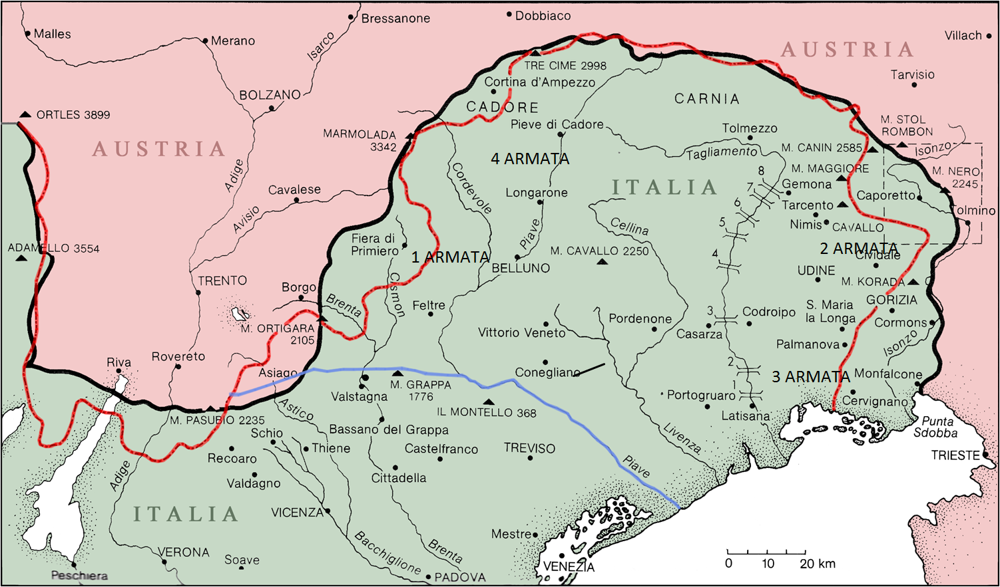 Malles
Merano
Bressanone
Dobbiaco
Villach
Isarco
AUSTRIA
Tarvisio
BOLZANO
ORTLES 3899
AUSTRIA
Adige
Avisio
Cavalese
MARMOLADA
3342
TRE CIME 2998
Cortina d'Ampezzo
CADORE
Pieve di Cadore
CARNIA
Tolmezzo
Tagliamento
M. STOL
ROMBON
Isonzo
M. CANIN 2585
M. MAGGIORE
M. NERO
2245
4 ARMATA
ITALIA
Cordevole
Longarone
Piave
8
7
6
5
4
3
2
1
Gemona
Tarcento
Nimis
CAVALLO
Caporetto
Tolmino
Cellina
ADAMELLO 3554
Fiera di
Primiero
1 ARMATA
M. CAVALLO 2250
BELLUNO
2 ARMATA
Cividale
UDINE
M. KORADA
TRENTO
Borgo
Brenta
Cismon
Feltre
GORIZIA
S. Maria
la Longa
Cormons
M. ORTIGARA
2105
Vittorio Veneto
Pordenone
Casarza
Codroipo
Palmanova
Isonzo
Riva
Rovereto
Asiago
Conegliano
3 ARMATA
Monfalcone
Valstagna
M. GRAPPA
1776
IL MONTELLO 368
Portogruaro
Latisana
Cervignano
M. PASUBIO 2235
Astico
Schio
Bassano del Grappa
Livenza
Punta
Sdobba
Recoaro
Thiene
Castelfranco
TREVISO
TRIESTE
Adige
Valdagno
Cittadella
Piave
ITALIA
VICENZA
Mestre
VERONA
Soave
Bacchiglione
Brenta
Peschiera
PADOVA
VENEZIA
0 10 20 km